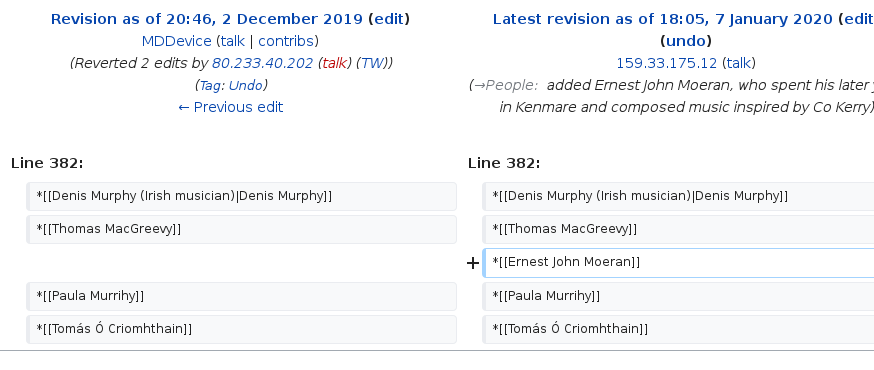 Revision as of 20:46, 2 December 2019 (edit)
MDDevice (talk | contribs)
(Reverted 2 edits by 80.233.40.202 (talk) (TW))
(Tag: Undo)
← Previous edit
Latest revision as of 18:05, 7 January 2020 (edit
(undo)
159.33.175.12 (talk)
(→People: added Ernest John Moeran, who spent his later
in Kenmare and composed music inspired by Co Kerry)
Line 382:
*[[Denis Murphy (Irish musician)|Denis Murphy]]
*[[Thomas MacGreevy]]
*[[Paula Murrihy]]
*[[Tomás Ó Criomhthain]]
Line 382:
*[[Denis Murphy (Irish musician)|Denis Murphy]]
*[[Thomas MacGreevy]]
+ *[[Ernest John Moeran]]
*[[Paula Murrihy]]
*[[Tomás Ó Criomhthain]]